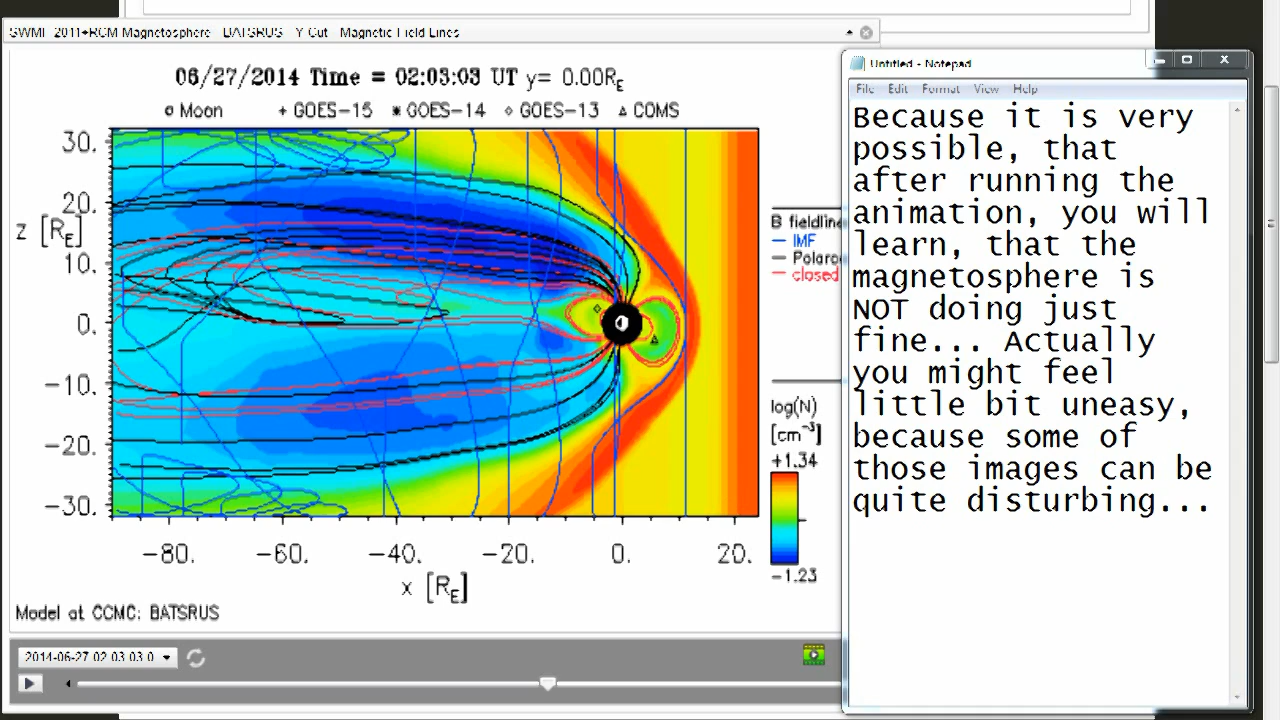 SWMF 2011+RCM Magnetosphere BATSRUS Y Cut Magnetic Field Lines
06/27/2014 Time = 02:03:03 UT y= 0.00RE
Moon + GOES-15 GOES-14 GOES-13 COMS
30.
20.
z [RE]
10.
0.
-10.
-20.
-30.
-80. -60. -40. -20. 0. 20.
x [RE]
Model at CCMC: BATSRUS
B fieldline
IMF
closed
log(N)
[cm-3]
+1.34
-1.23
2014-06-27 02 03 03 0
Untitled - Notepad
File Edit Format View Help
Because it is very
possible, that
after running the
animation, you will
learn, that the
magnetosphere is
NOT doing just
fine... Actually
you might feel
little bit uneasy,
because some of
those images can be
quite disturbing...